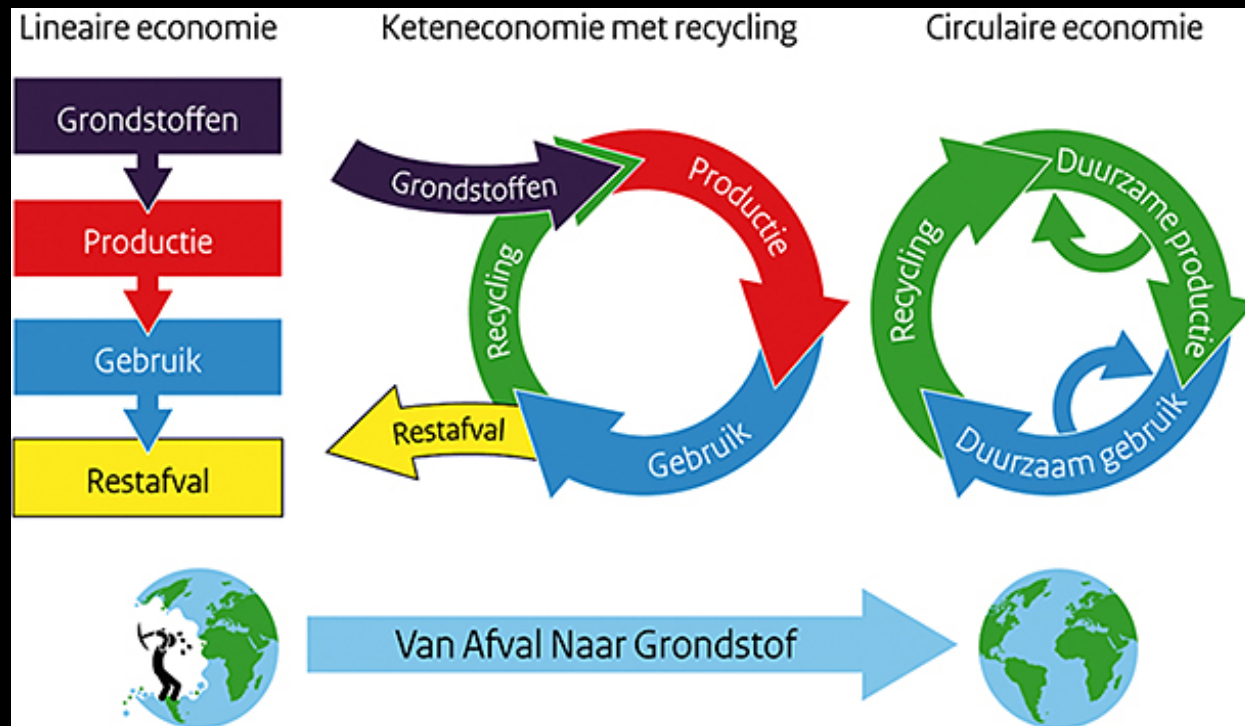 Lineaire economie
Keteneconomie met recycling
Circulaire economie
Grondstoffen
Productie
Gebruik
Restafval
Grondstoffen
Productie
Gebruik
Recycling
Restafval
Duurzame productie
Duurzaam gebruik
Recycling
Van Afval Naar Grondstof